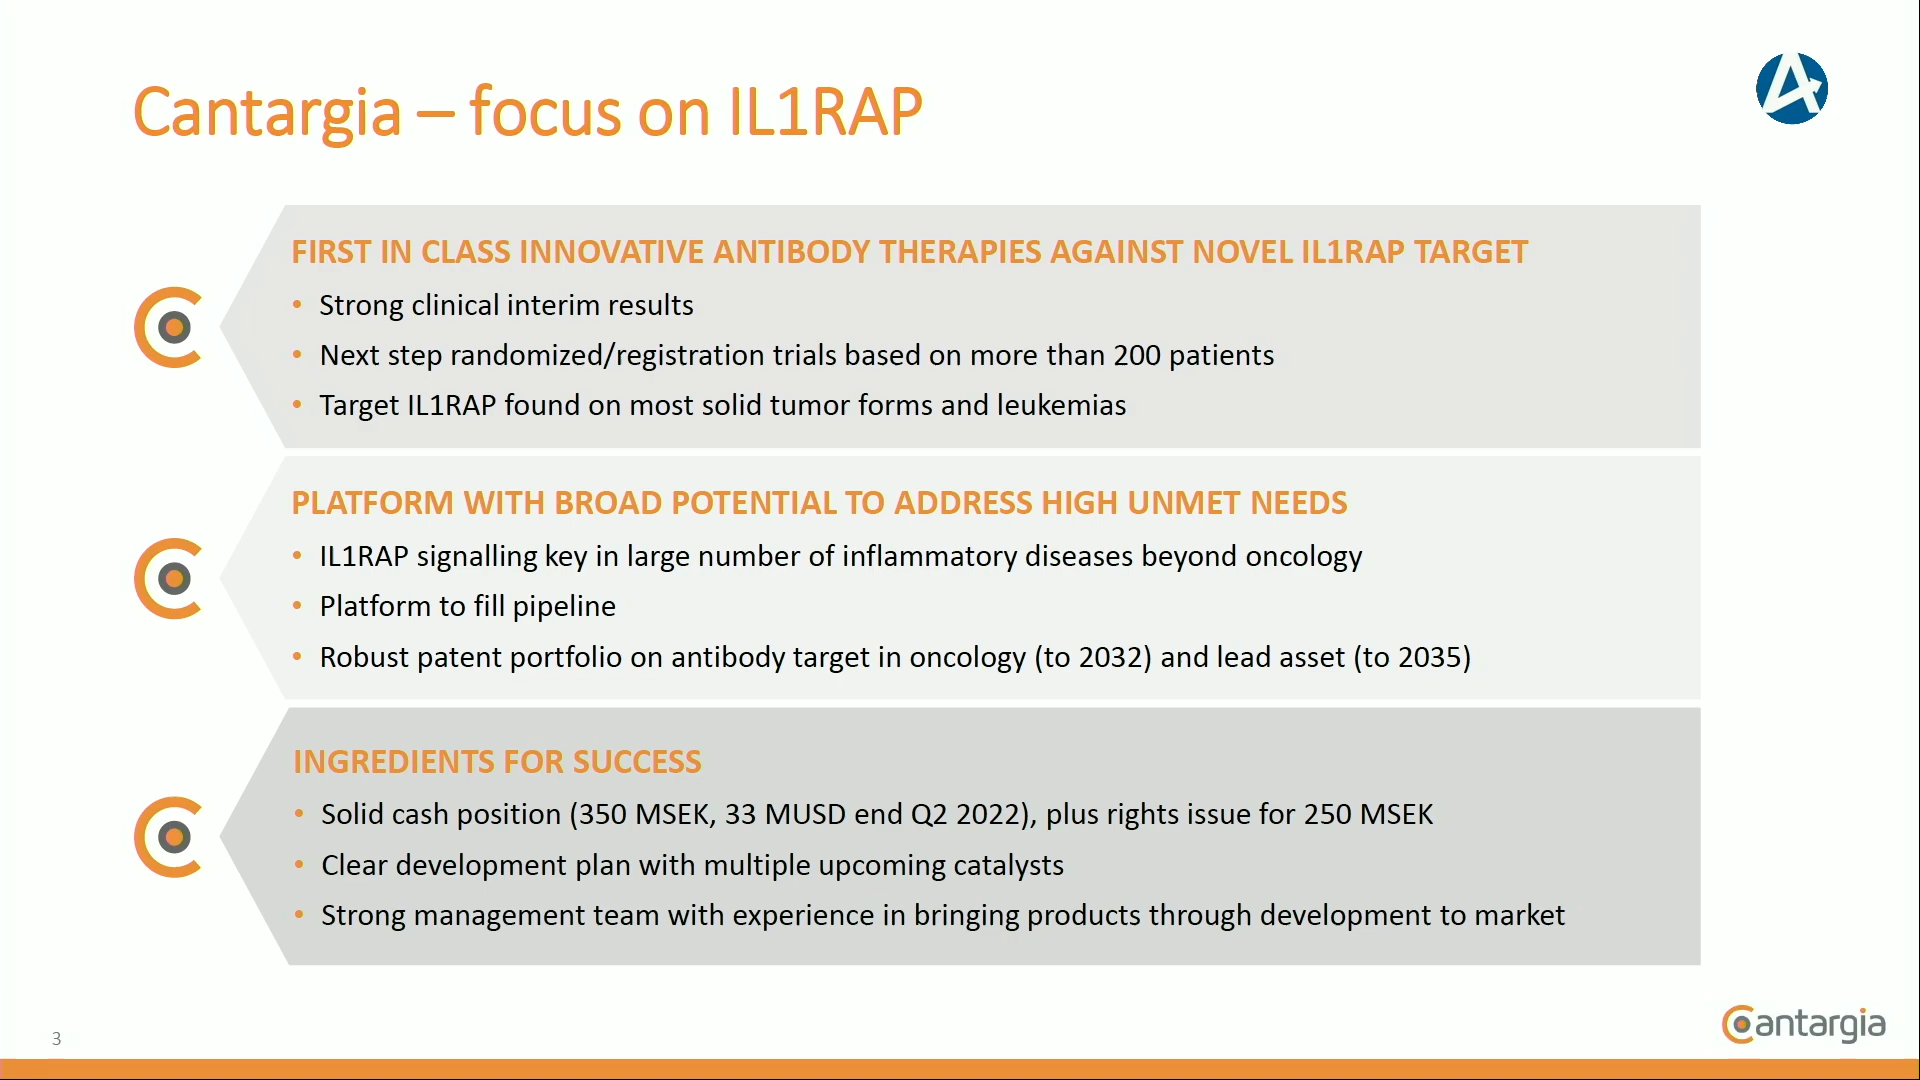 Cantargia – focus on IL1RAP
FIRST IN CLASS INNOVATIVE ANTIBODY THERAPIES AGAINST NOVEL IL1RAP TARGET
• Strong clinical interim results
• Next step randomized/registration trials based on more than 200 patients
• Target IL1RAP found on most solid tumor forms and leukemias
PLATFORM WITH BROAD POTENTIAL TO ADDRESS HIGH UNMET NEEDS
• IL1RAP signalling key in large number of inflammatory diseases beyond oncology
• Platform to fill pipeline
• Robust patent portfolio on antibody target in oncology (to 2032) and lead asset (to 2035)
INGREDIENTS FOR SUCCESS
• Solid cash position (350 MSEK, 33 MUSD end Q2 2022), plus rights issue for 250 MSEK
• Clear development plan with multiple upcoming catalysts
• Strong management team with experience in bringing products through development to market
3
Cantargia